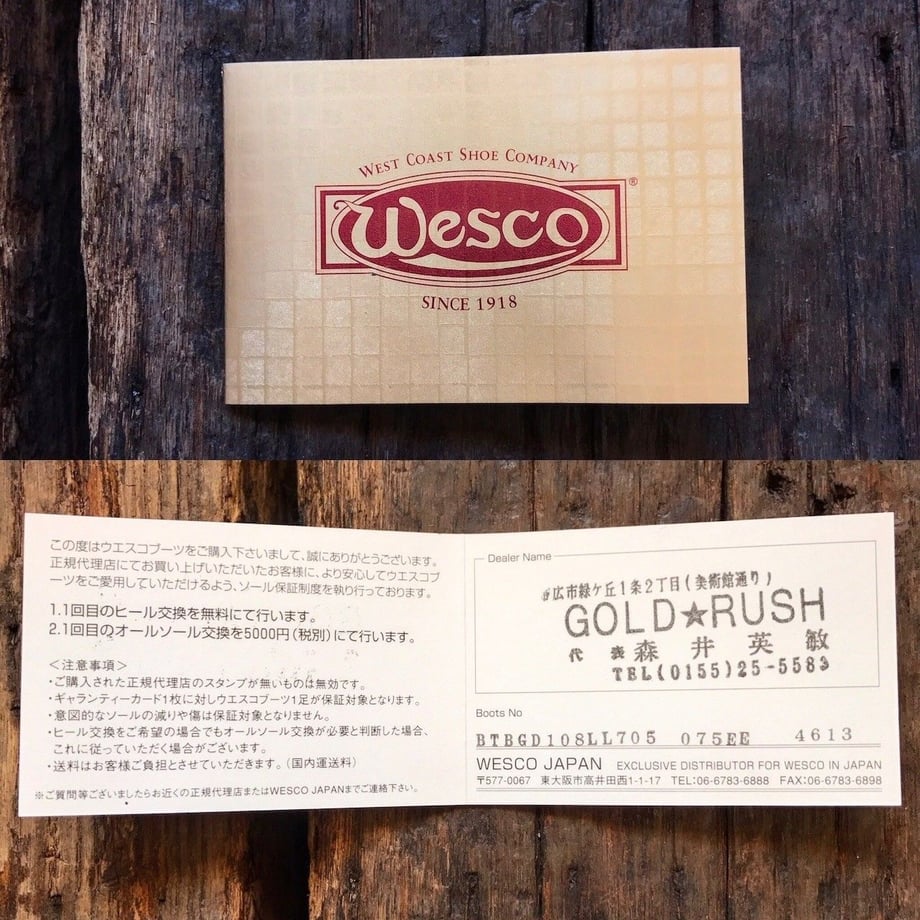 WEST COAST SHOE COMPANY
Wesco®
SINCE 1918
この度はウエスコブーツをご購入下さいまして、誠にありがとうございます。
正規代理店にてお買い上げいただいたお客様に、より安心してウエスコブ
ーツをご愛用していただけるよう、ソール保証制度を執り行っております。
1.1回目のヒール交換を無料にて行います。
2.1回目のオールソール交換を5000円(税別)にて行います。
＜注意事項＞
・ご購入された正規代理店のスタンプが無いものは無効です。
・ギャランティーカード1枚に対しウエスコブーツ1足が保証対象となります。
・意図的なソールの減りや傷は保証対象となりません。
・ヒール交換をご希望の場合でもオールソール交換が必要と判断した場合、
これに従っていただく場合がございます。
・送料はお客様ご負担とさせていただきます。(国内運送料)
※ご質問等ございましたらお近くの正規代理店またはWESCO JAPANまでご連絡下さい。
Dealer Name
広市緑ケ丘1条2丁目(美術館通り)
GOLD★RUSH
代表 森井英敏
TEL(0155)25-5583
Boots No
BTBGD108LL705 075EE 4613
WESCO JAPAN EXCLUSIVE DISTRIBUTOR FOR WESCO IN JAPAN
〒577-0067 東大阪市高井田西1-1-17 TEL:06-6783-6888 FAX:06-6783-6898